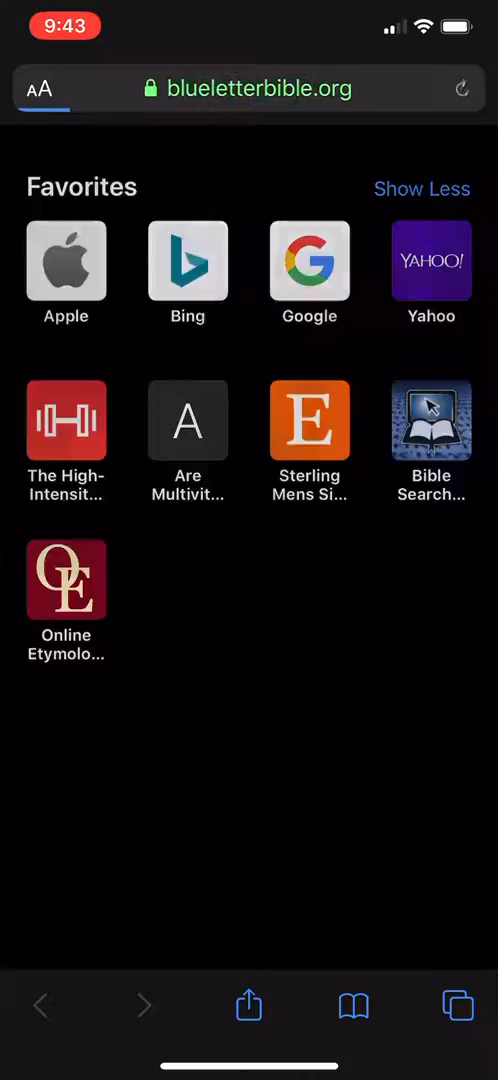 9:43
AA blueletterbible.org
Favorites Show Less
YAHOO!
Apple Bing Google Yahoo
A E
The High-
Intensit...
Are
Multivit...
Sterling
Mens Si...
Bible
Search...
OE
Online
Etymolo...